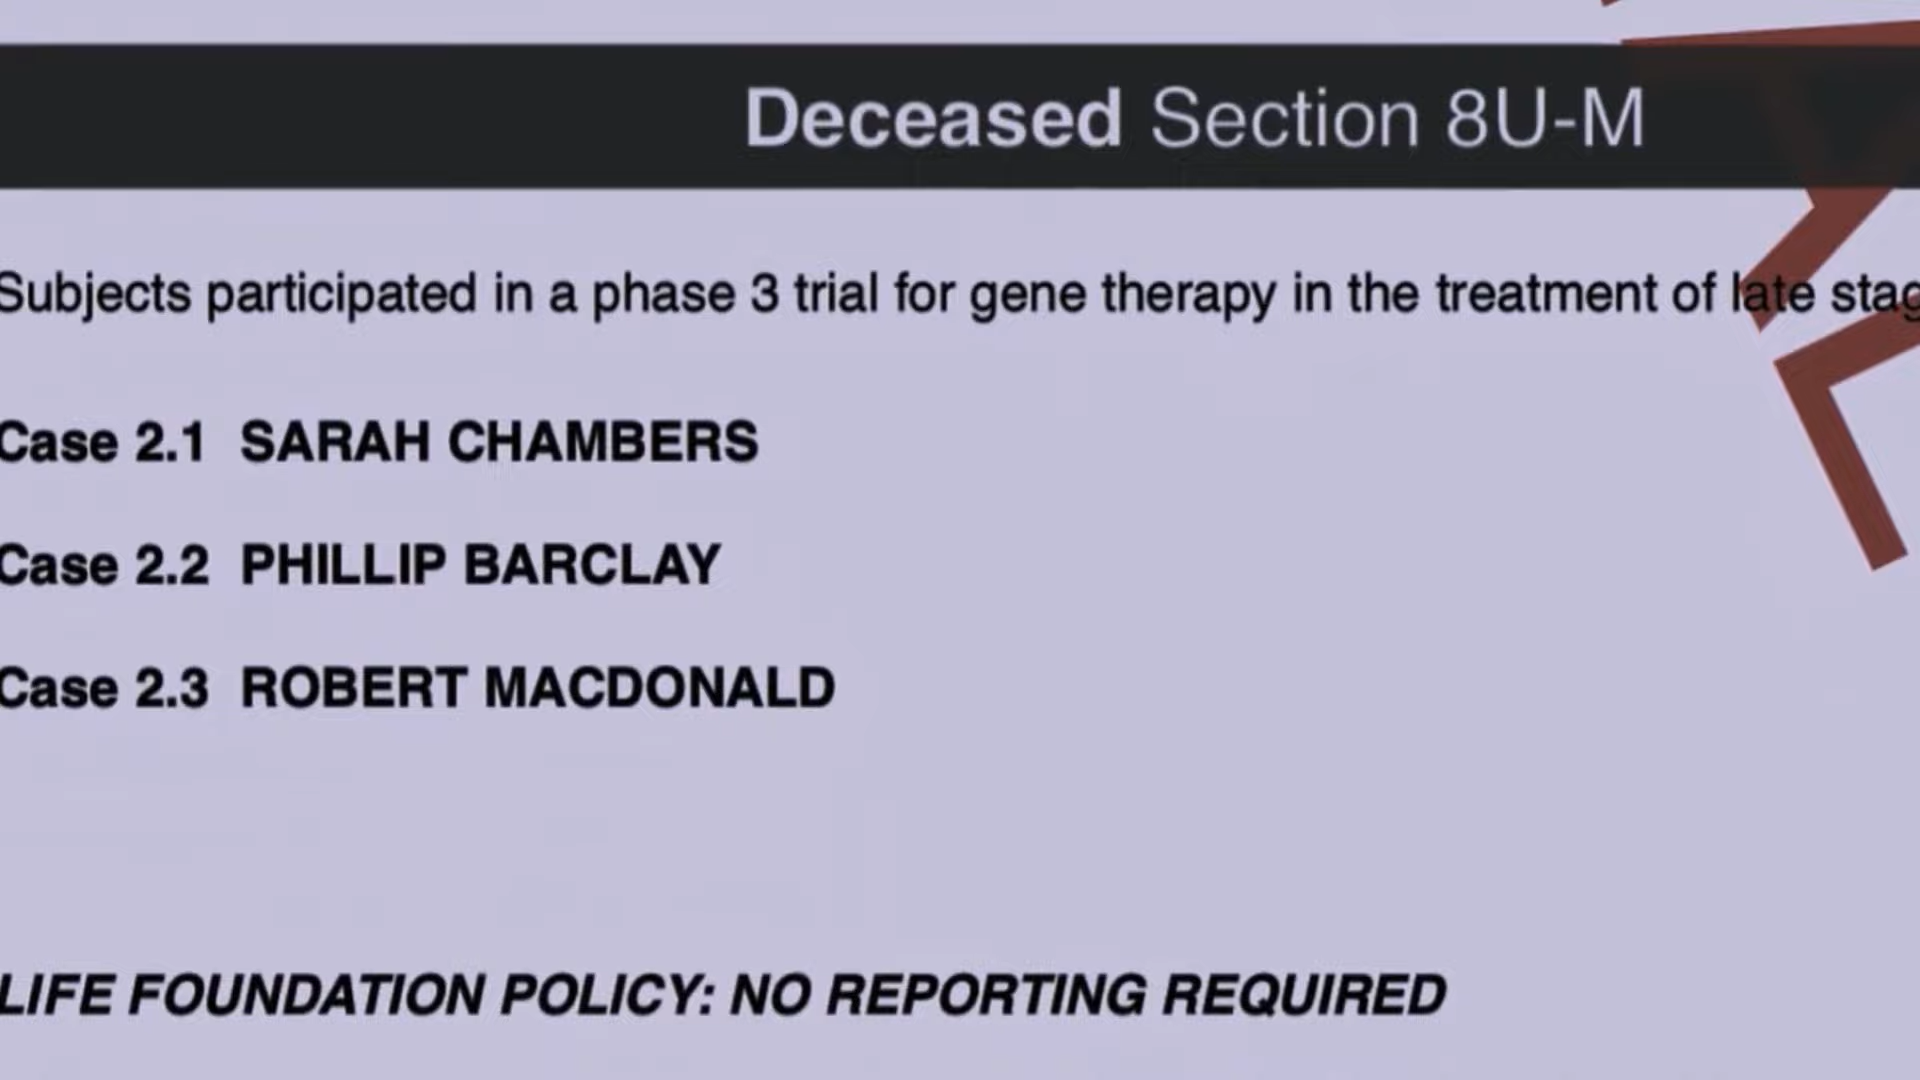 Deceased Section 8U-M
Subjects participated in a phase 3 trial for gene therapy in the treatment of late stag
Case 2.1 SARAH CHAMBERS
Case 2.2 PHILLIP BARCLAY
Case 2.3 ROBERT MACDONALD
LIFE FOUNDATION POLICY: NO REPORTING REQUIRED